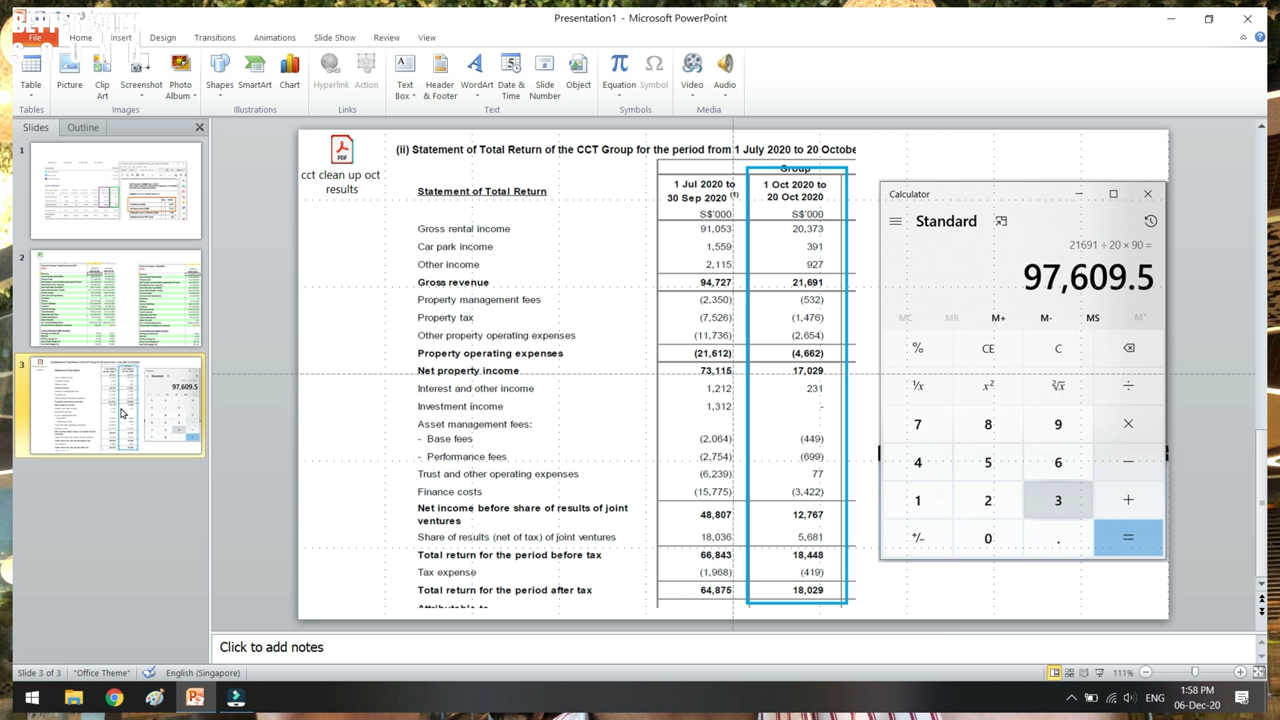 Presentation1 - Microsoft PowerPoint
File Home Insert Design Transitions Animations Slide Show Review View
Table Picture Clip Art Screenshot Photo Album Shapes SmartArt Chart Hyperlink Action Text Box Header & Footer WordArt Date & Time Slide Number Object Equation Symbol Video Audio
Tables Images Illustrations Links Text Symbols Media
Slides Outline
1
2
3
PDF
cct clean up oct
results
(ii) Statement of Total Return of the CCT Group for the period from 1 July 2020 to 20 Octobe
Group
Statement of Total Return
1 Jul 2020 to 30 Sep 2020 (1)
1 Oct 2020 to 20 Oct 2020
S$'000 S$'000
Gross rental income 91,053 20,373
Car park income 1,559 391
Other income 2,115 927
Gross revenue 94,727 21,691
Property management fees (2,350) (532)
Property tax (7,526) (1,476)
Other property operating expenses (11,736) (2,654)
Property operating expenses (21,612) (4,662)
Net property income 73,115 17,029
Interest and other income 1,212 231
Investment income 1,312
Asset management fees:
- Base fees (2,064) (449)
- Performance fees (2,754) (699)
Trust and other operating expenses (6,239) 77
Finance costs (15,775) (3,422)
Net income before share of results of joint
ventures 48,807 12,767
Share of results (net of tax) of joint ventures 18,036 5,681
Total return for the period before tax 66,843 18,448
Tax expense (1,968) (419)
Total return for the period after tax 64,875 18,029
Calculator
Standard
21691 ÷ 20 × 90 =
97,609.5
MC MR M+ M- MS M˅
% CE C
¹/x x² ²√x ÷
7 8 9 ×
4 5 6 −
1 2 3 +
+/− 0 . =
Click to add notes
Slide 3 of 3 "Office Theme" English (Singapore) 111%
ENG
1:58 PM
06-Dec-20